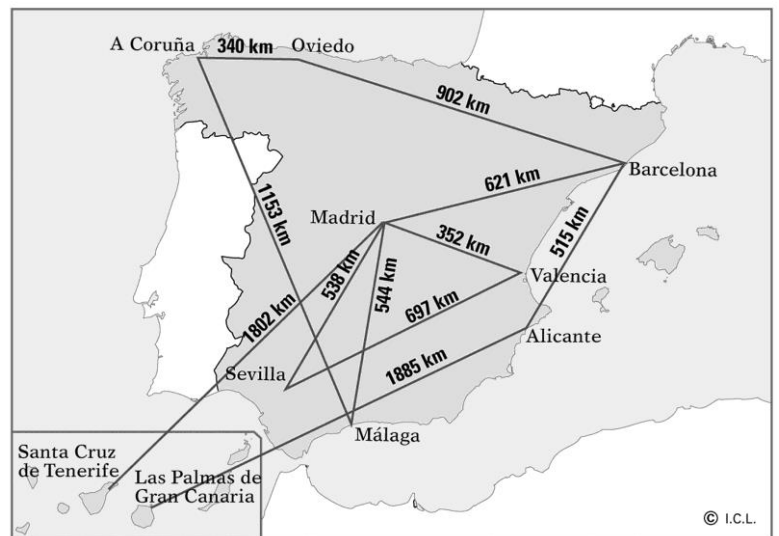 A Coruña 340 km Oviedo
902 km
Barcelona
621 km
1153 km
Madrid
352 km
515 km
538 km
544 km
Valencia
1802 km
697 km
Alicante
1885 km
Sevilla
Málaga
Santa Cruz
de Tenerife
Las Palmas de
Gran Canaria
© I.C.L.